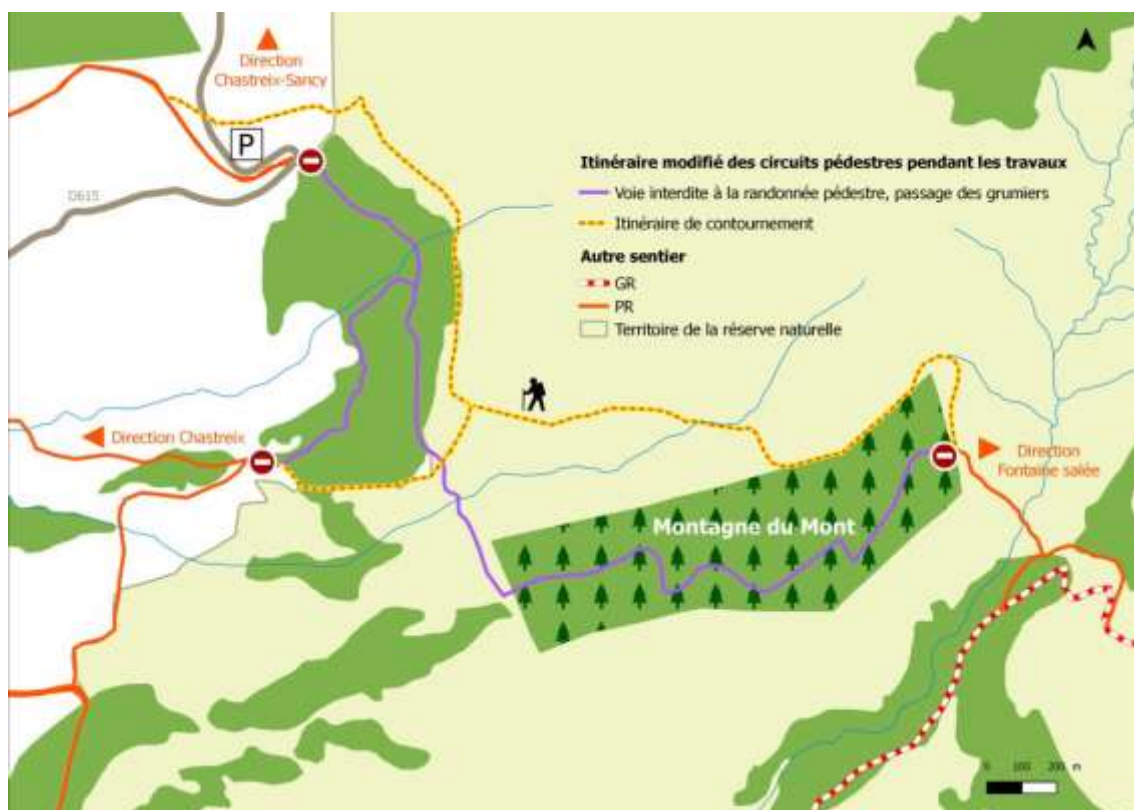 Direction
Chastreix-Sancy
P
D615
Itinéraire modifié des circuits pédestres pendant les travaux
Voie interdite à la randonnée pédestre, passage des grumiers
Itinéraire de contournement
Autre sentier
GR
PR
Territoire de la réserve naturelle
Direction Chastreix
Direction
Fontaine salée
Montagne du Mont
0 100 200 m